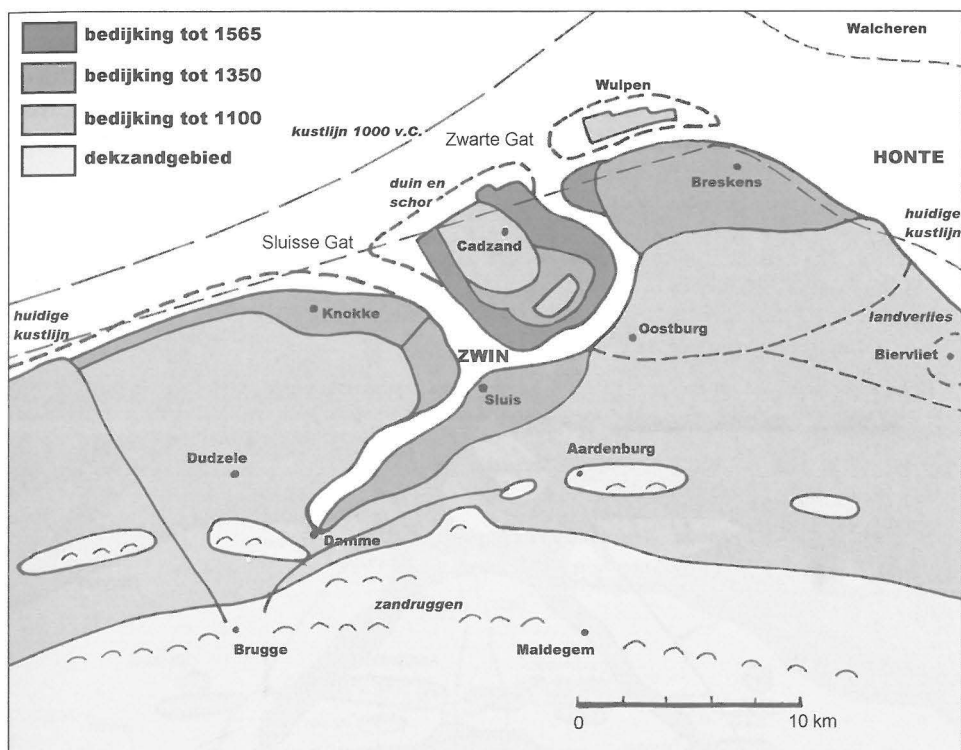 bedijking tot 1565
bedijking tot 1350
bedijking tot 1100
dekzandgebied
Walcheren
Wulpen
kustlijn 1000 v.C.
Zwarte Gat
HONTE
Breskens
duin en
schor
huidige
kustlijn
Sluisse Gat
Cadzand
huidige
kustlijn
Knokke
landverlies
Oostburg
ZWIN
Biervliet
Sluis
Aardenburg
Dudzele
Damme
zandruggen
Brugge
Maldegem
0
10 km